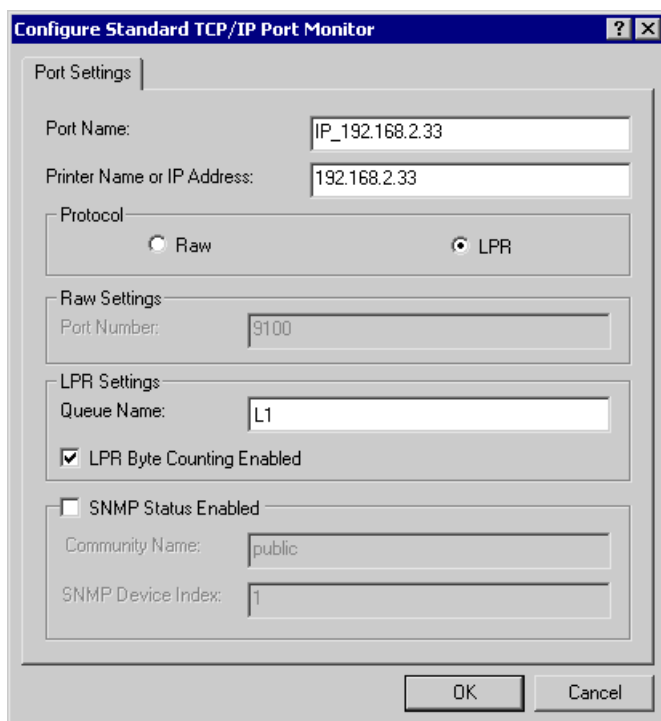 Configure Standard TCP/IP Port Monitor
Port Settings
Port Name: IP_192.168.2.33
Printer Name or IP Address: 192.168.2.33
Protocol
Raw LPR
Raw Settings
Port Number: 9100
LPR Settings
Queue Name: L1
LPR Byte Counting Enabled
SNMP Status Enabled
Community Name: public
SNMP Device Index: 1
OK Cancel